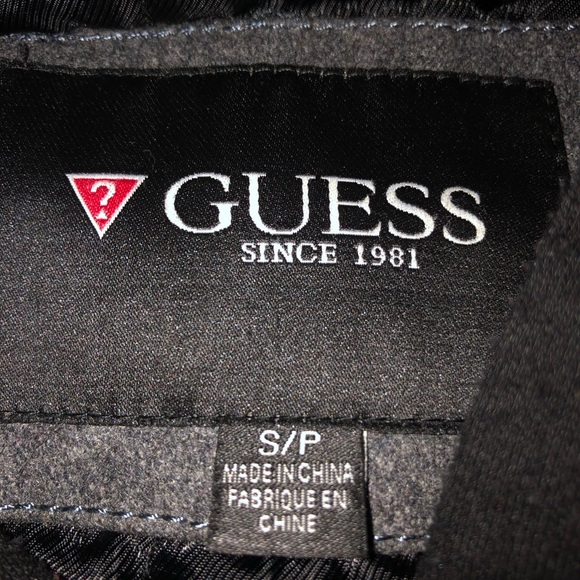 ?
GUESS
SINCE 1981
S/P
MADE IN CHINA
FABRIQUE EN
CHINE